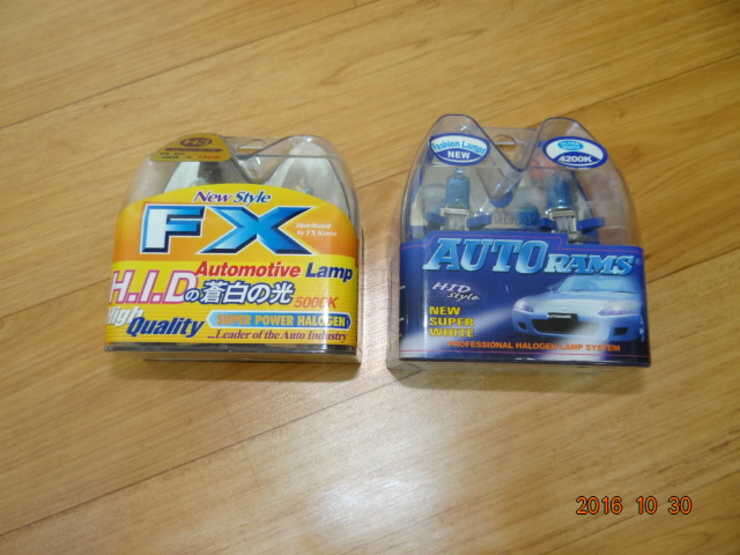 H3
New Style
FX
Automotive Lamp
H.I.Dの蒼白の光
5000K
High Quality
SUPER POWER HALOGEN
...Leader of the Auto Industry
Fashion Lamps
NEW
4200K
AUTORAMS
HID
Style
NEW
SUPER
WHITE
PROFESSIONAL HALOGEN LAMP SYSTEM
2016 10 30